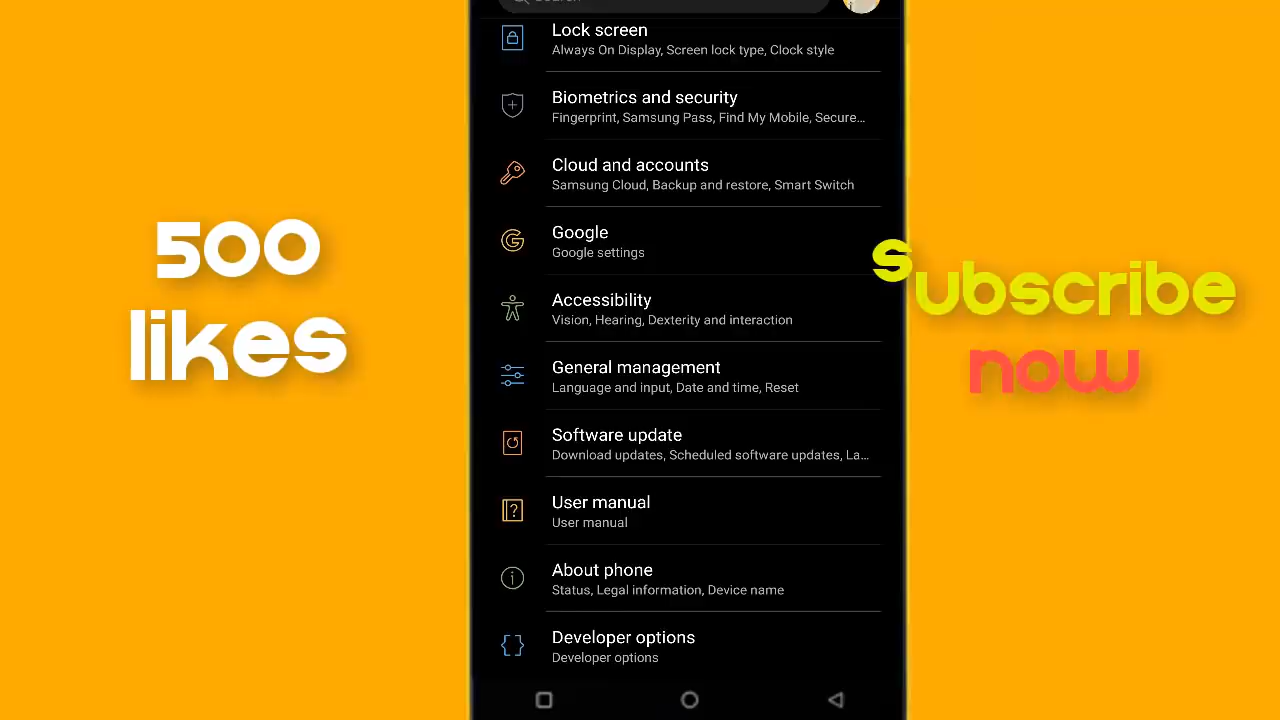 Lock screen
Always On Display, Screen lock type, Clock style
Biometrics and security
Fingerprint, Samsung Pass, Find My Mobile, Secure...
Cloud and accounts
Samsung Cloud, Backup and restore, Smart Switch
Google
Google settings
Accessibility
Vision, Hearing, Dexterity and interaction
General management
Language and input, Date and time, Reset
Software update
Download updates, Scheduled software updates, La...
User manual
User manual
About phone
Status, Legal information, Device name
Developer options
Developer options
500
likes
subscribe
now